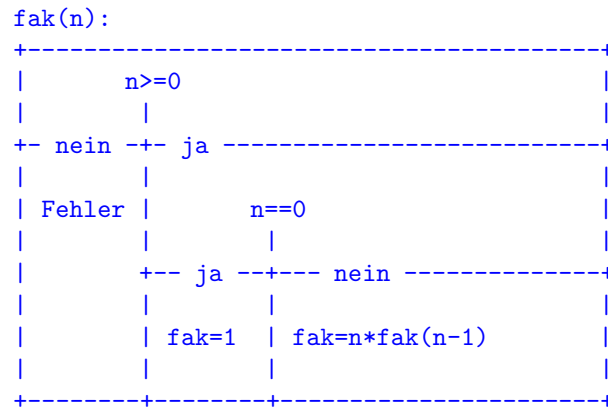 fak(n):
n>=0
nein ja
Fehler n==0
ja nein
fak=1 fak=n*fak(n-1)